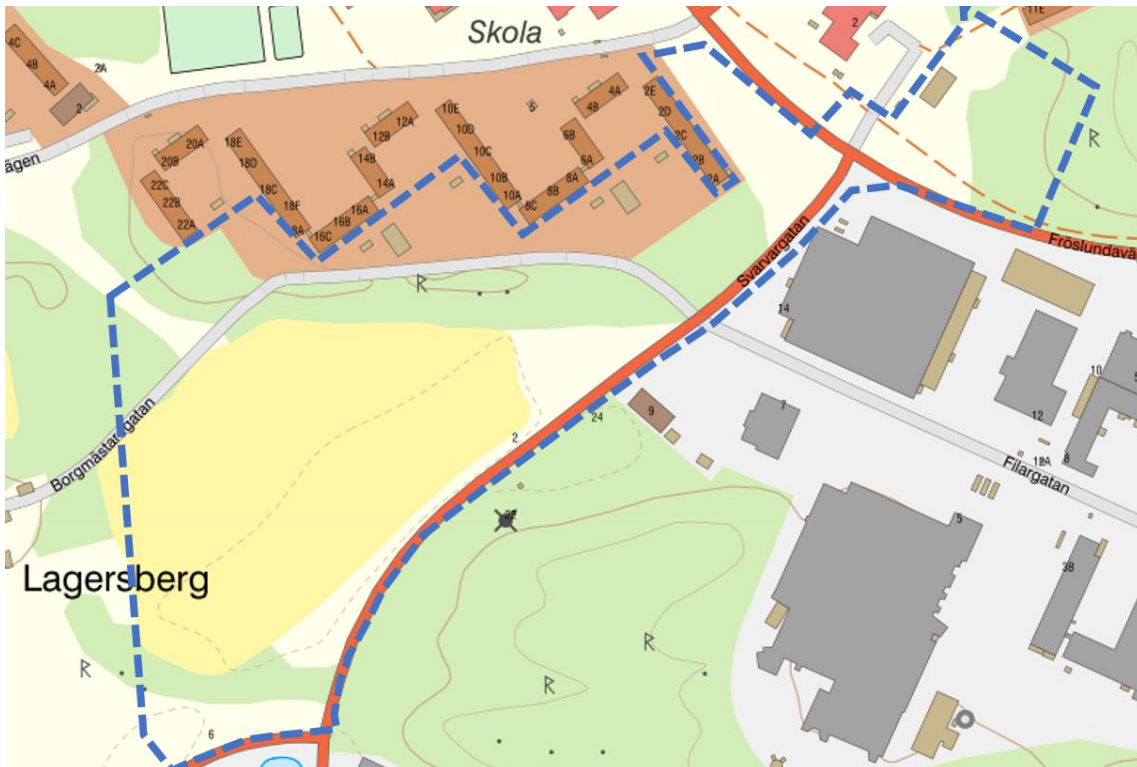 Skola
4C
4B
4A
2
2
11E
ägen
20A
20B
22C
22B
22A
18E
18D
18C
18F
8A
12A
12B
14B
14A
16A
16B
16C
10E
10D
10C
10B
10A
4A
4B
6B
6A
8A
8B
8C
2E
2D
2C
2B
2A
R
Svarvargatan
Fröslundavä
R
14
10
9
7
12
8
9
24
2
Borgmästargatan
12A
Filargatan
22
5
3B
Lagersberg
R
R
R
6